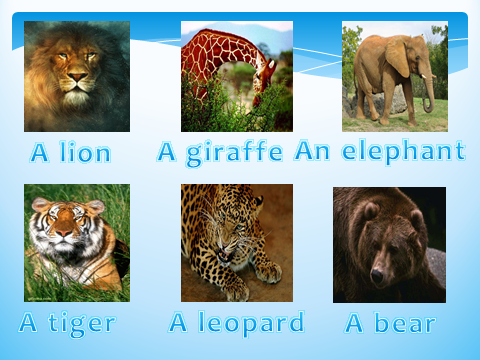 A lion
A giraffe
An elephant
A tiger
A leopard
A bear